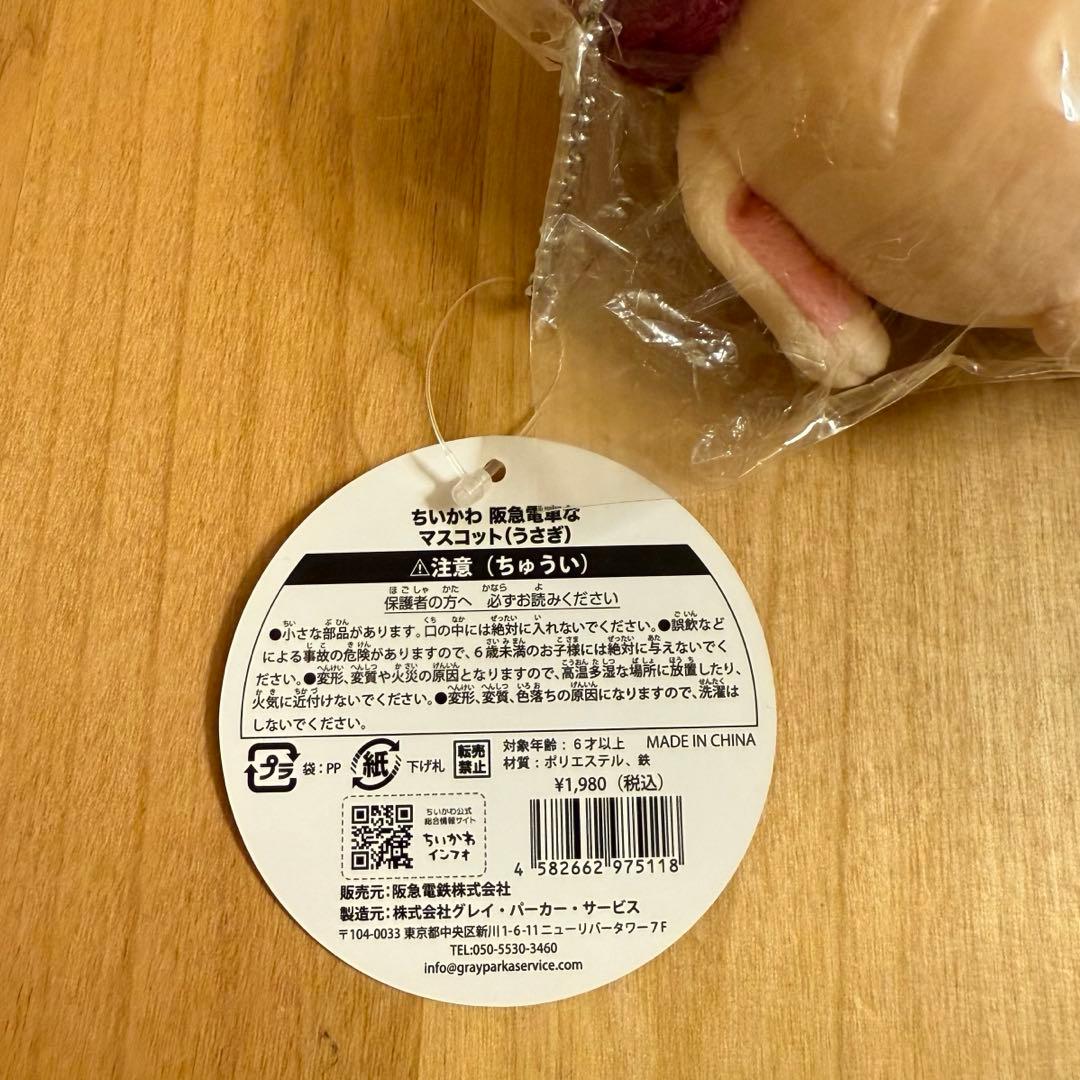 ちいかわ 阪急電車な
マスコット(うさぎ)
⚠注意（ちゅうい）
保護者の方へ 必ずお読みください
●小さな部品があります。口の中には絶対に入れないでください。●誤飲など
による事故の危険がありますので、6歳未満のお子様には絶対に与えないでく
ださい。●変形、変質や火災の原因となりますので、高温多湿な場所に放置したり、
火気に近付けないでください。●変形、変質、色落ちの原因になりますので、洗濯は
しないでください。
プラ 袋：PP 紙 下げ札 転売禁止
対象年齢：6才以上 MADE IN CHINA
材質：ポリエステル、鉄
¥1,980（税込）
ちいかわ公式
総合情報サイト
ちいかわ
インフォ
4 582662 975118
販売元：阪急電鉄株式会社
製造元：株式会社グレイ・パーカー・サービス
〒104-0033 東京都中央区新川1-6-11 ニューリバータワー7F
TEL:050-5530-3460
info@grayparkaservice.com